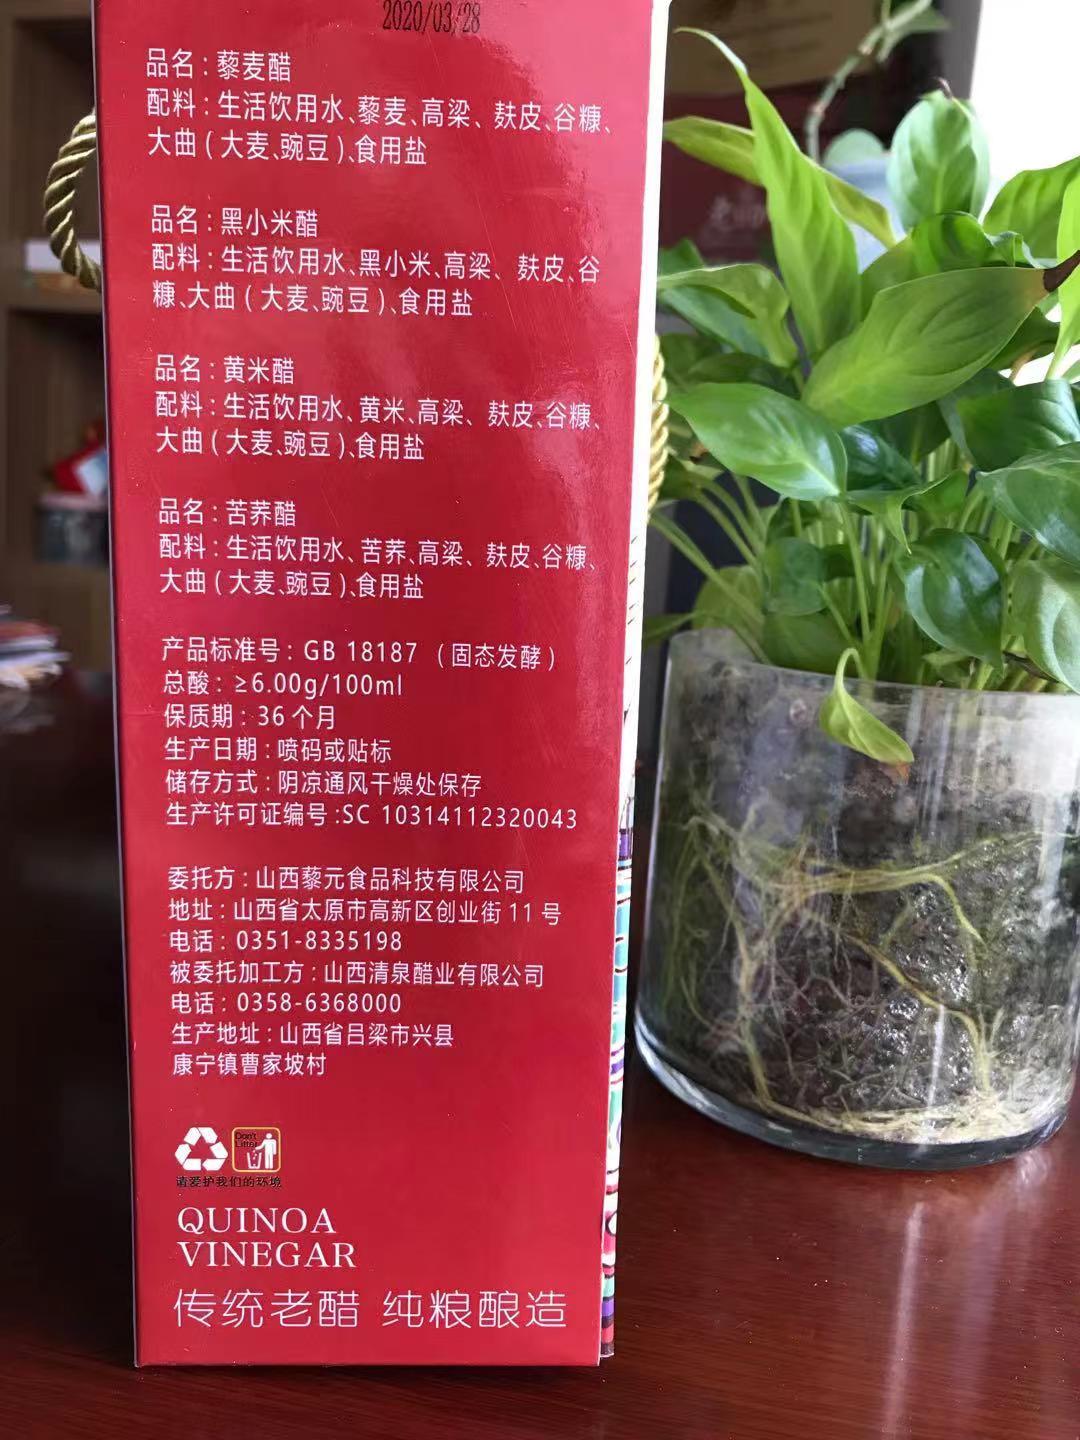 2020/03/28
品名：藜麦醋
配料：生活饮用水、藜麦、高梁、麸皮、谷糠、
大曲(大麦、豌豆)、食用盐
品名：黑小米醋
配料：生活饮用水、黑小米、高梁、麸皮、谷
糠、大曲(大麦、豌豆)、食用盐
品名：黄米醋
配料：生活饮用水、黄米、高梁、麸皮、谷糠、
大曲(大麦、豌豆)、食用盐
品名：苦荞醋
配料：生活饮用水、苦荞、高梁、麸皮、谷糠、
大曲(大麦、豌豆)、食用盐
产品标准号：GB 18187 (固态发酵)
总酸：≥6.00g/100ml
保质期：36个月
生产日期：喷码或贴标
储存方式：阴凉通风干燥处保存
生产许可证编号：SC 10314112320043
委托方：山西藜元食品科技有限公司
地址：山西省太原市高新区创业街11号
电话：0351-8335198
被委托加工方：山西清泉醋业有限公司
电话：0358-6368000
生产地址：山西省吕梁市兴县
康宁镇曹家坡村
Don't
Litter
请爱护我们的环境
QUINOA
VINEGAR
传统老醋 纯粮酿造